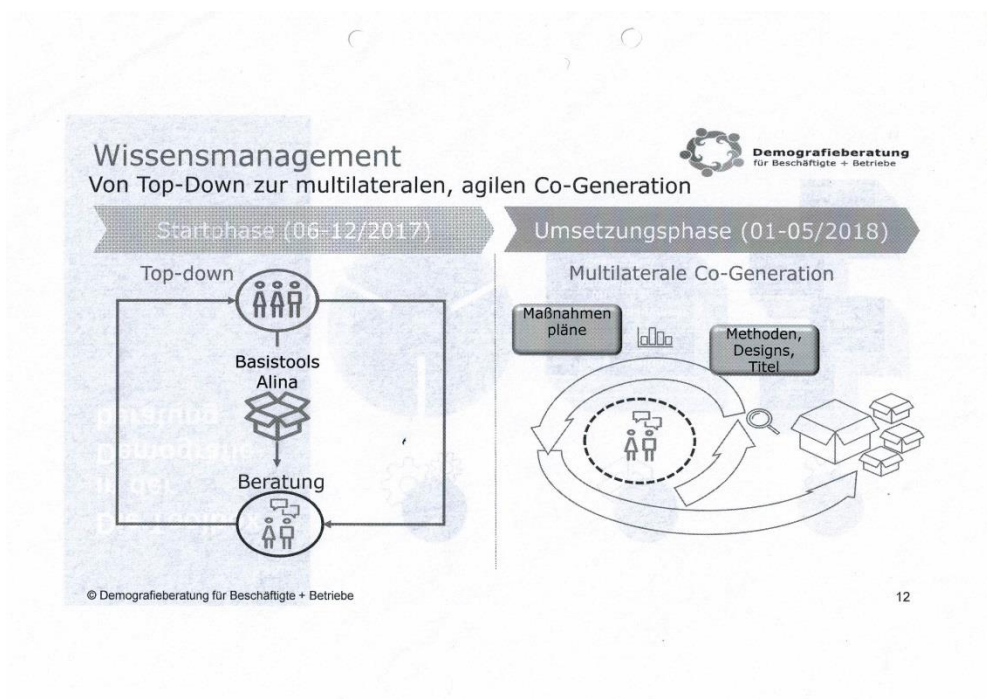 Wissensmanagement
Von Top-Down zur multilateralen, agilen Co-Generation
Demografieberatung
für Beschäftigte + Betriebe
Startphase (06-12/2017)
Umsetzungsphase (01-05/2018)
Top-down
Basistools
Alina
Beratung
Multilaterale Co-Generation
Maßnahmen
pläne
Methoden,
Designs,
Titel
© Demografieberatung für Beschäftigte + Betriebe
12